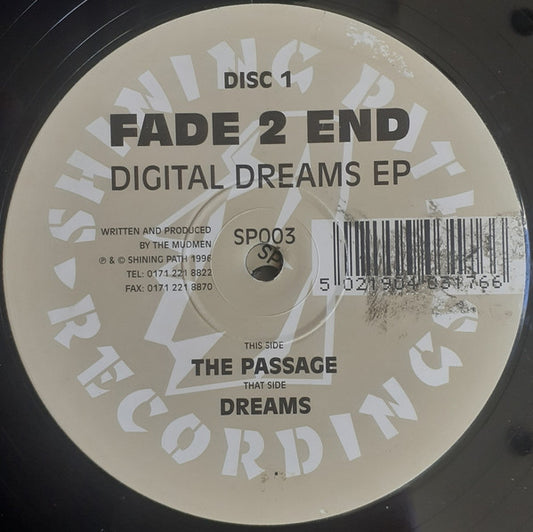 SHINING PATH
RECORDINGS
DISC 1
FADE 2 END
DIGITAL DREAMS EP
WRITTEN AND PRODUCED
BY THE MUDMEN
℗ & © SHINING PATH 1996
TEL: 0171 221 8822
FAX: 0171 221 8870
SP003
SP
5 021904 881766
THIS SIDE
THE PASSAGE
THAT SIDE
DREAMS